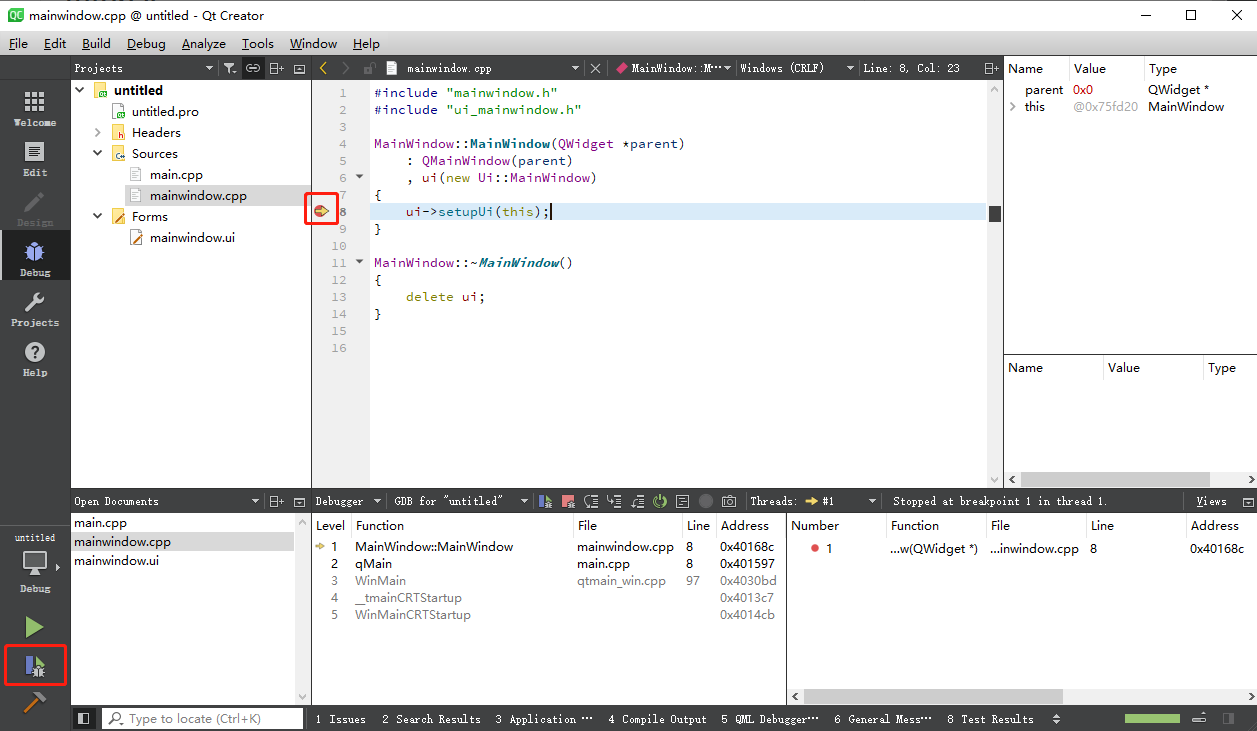 mainwindow.cpp @ untitled - Qt Creator
File Edit Build Debug Analyze Tools Window Help
Projects
mainwindow.cpp
MainWindow::M···
Windows (CRLF)
Line: 8, Col: 23
Name Value Type
parent 0x0 QWidget *
this @0x75fd20 MainWindow
Welcome
Edit
Design
Debug
Projects
Help
untitled
untitled.pro
Headers
Sources
main.cpp
mainwindow.cpp
Forms
mainwindow.ui
1 #include "mainwindow.h"
2 #include "ui_mainwindow.h"
3
4 MainWindow::MainWindow(QWidget *parent)
5 : QMainWindow(parent)
6 , ui(new Ui::MainWindow)
7 {
8 ui->setupUi(this);
9 }
10
11 MainWindow::~MainWindow()
12 {
13 delete ui;
14 }
15
16
Name Value Type
Open Documents
main.cpp
mainwindow.cpp
mainwindow.ui
untitled
Debug
Debugger GDB for "untitled" Threads: #1 Stopped at breakpoint 1 in thread 1. Views
Level Function File Line Address
1 MainWindow::MainWindow mainwindow.cpp 8 0x40168c
2 qMain main.cpp 8 0x401597
3 WinMain qtmain_win.cpp 97 0x4030bd
4 __tmainCRTStartup 0x4013c7
5 WinMainCRTStartup 0x4014cb
Number Function File Line Address
1 ...w(QWidget *) ...inwindow.cpp 8 0x40168c
Type to locate (Ctrl+K)
1 Issues 2 Search Results 3 Application ··· 4 Compile Output 5 QML Debugger··· 6 General Mess··· 8 Test Results